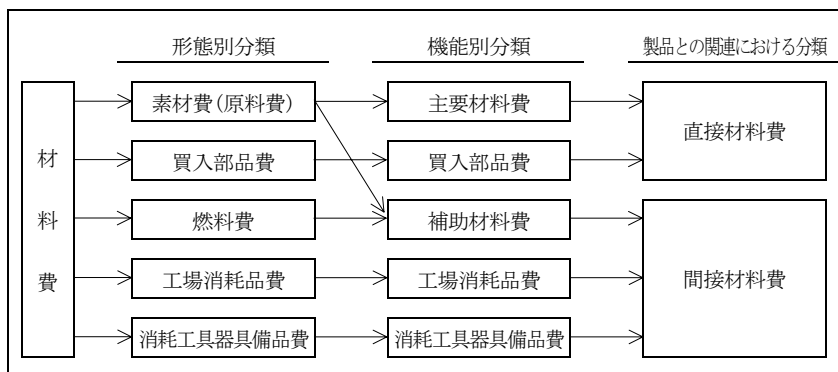 形態別分類 機能別分類 製品との関連における分類
材料費
素材費(原料費) 主要材料費
直接材料費
買入部品費 買入部品費
燃料費 補助材料費
間接材料費
工場消耗品費 工場消耗品費
消耗工具器具備品費 消耗工具器具備品費